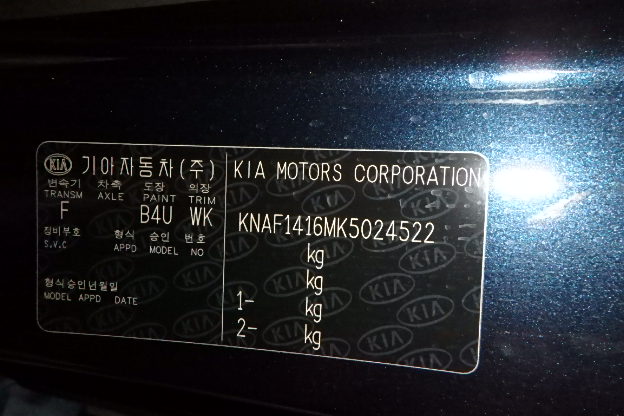 KIA 기아자동차(주)
KIA MOTORS CORPORATION
변속기 차축 도장 의장
TRANSM AXLE PAINT TRIM
F B4U WK
KNAF1416MK5024522
장비부호 형식 승인 번호
S.V.C APPD MODEL NO
kg
kg
형식승인년월일
MODEL APPD DATE
1- kg
2- kg